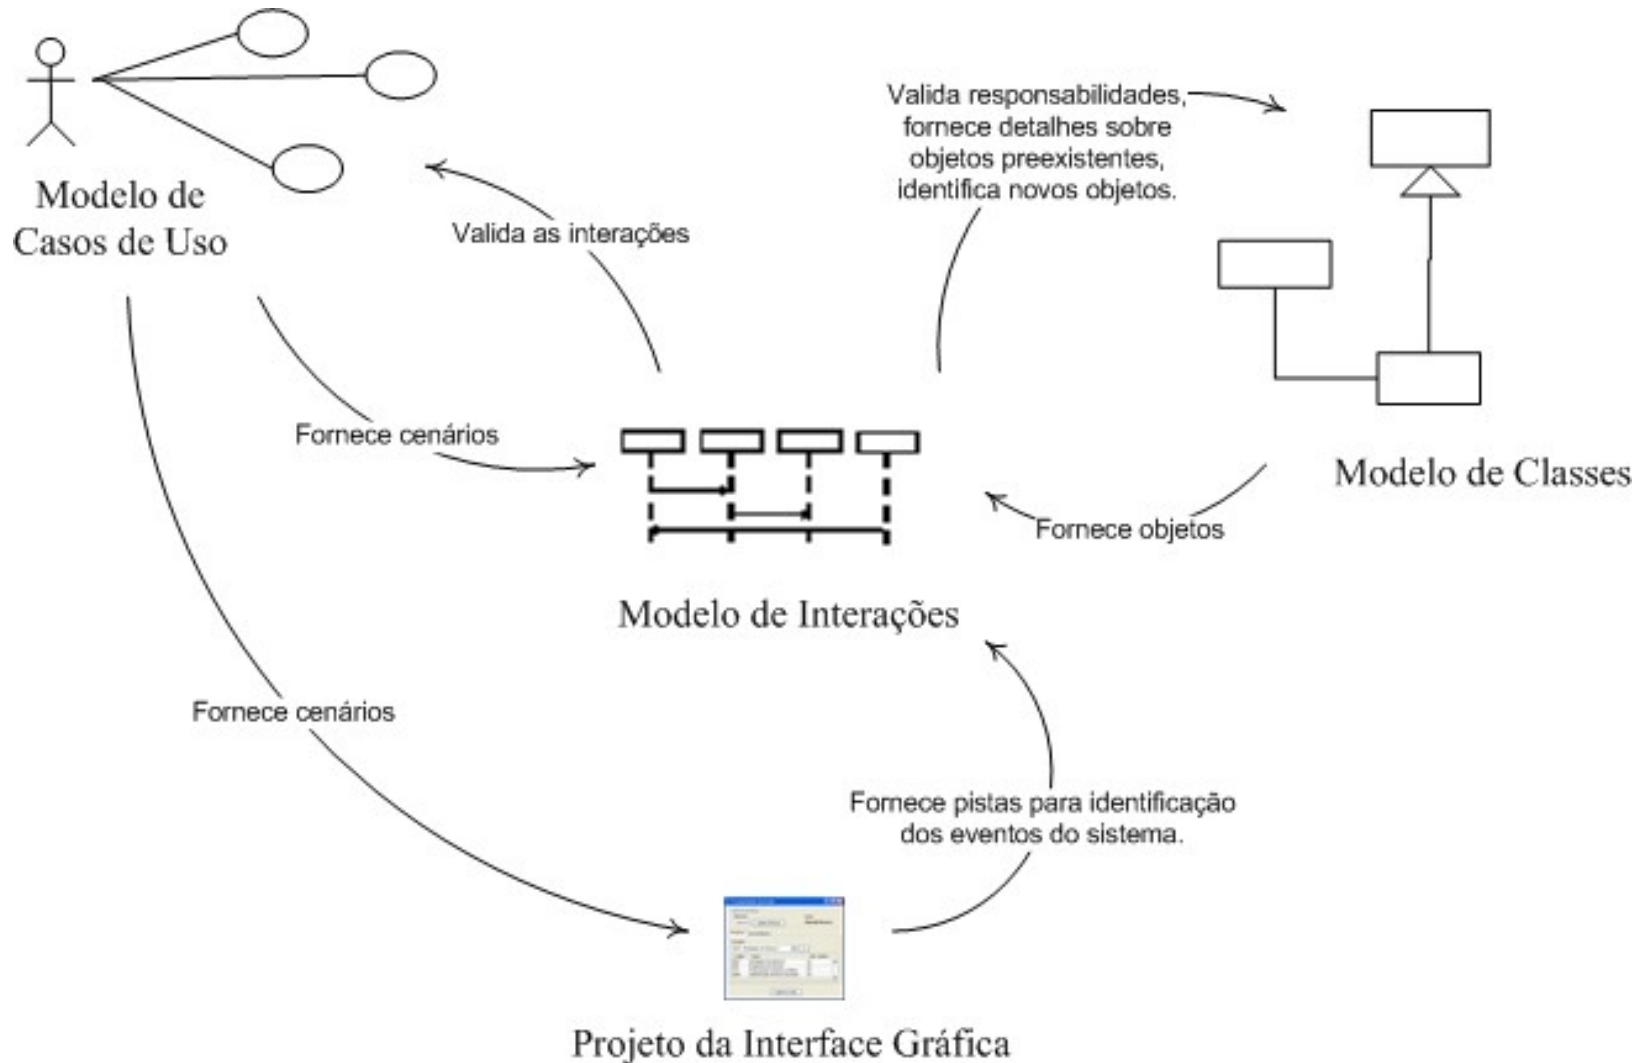 Modelo de
Casos de Uso
Valida as interações
Valida responsabilidades,
fornece detalhes sobre
objetos preexistentes,
identifica novos objetos.
Fornece cenários
Modelo de Classes
Fornece objetos
Modelo de Interações
Fornece cenários
Fornece pistas para identificação
dos eventos do sistema.
Projeto da Interface Gráfica